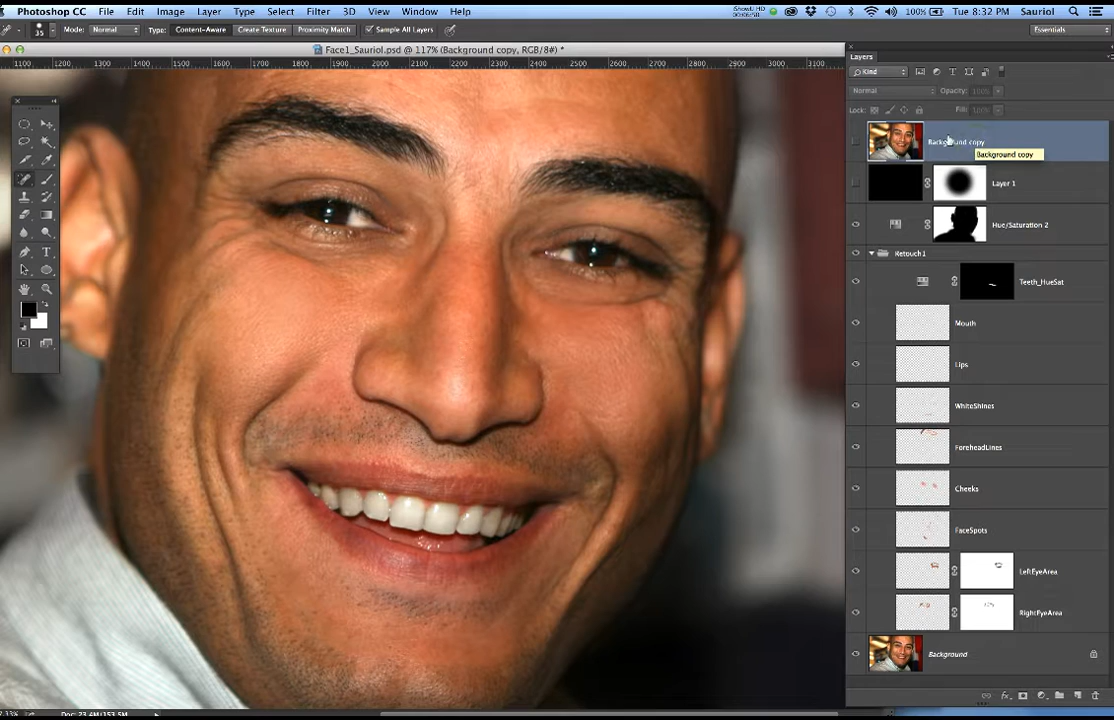 Photoshop CC File Edit Image Layer Type Select Filter 3D View Window Help 100% Tue 8:32 PM Sauriol
35 Mode: Normal Type: Content-Aware Create Texture Proximity Match Sample All Layers Essentials
Face1_Sauriol.psd @ 117% (Background copy, RGB/8#) *
1100 1200 1300 1400 1500 1600 1700 1800 1900 2000 2100 2200 2300 2400 2500 2600 2700 2800 2900 3000 3100
Layers
Kind
Normal Opacity: 100%
Lock: Fill: 100%
Background copy
Background copy
Layer 1
Hue/Saturation 2
Retouch1
Teeth_HueSat
Mouth
Lips
WhiteShines
ForeheadLines
Cheeks
FaceSpots
LeftEyeArea
RightEyeArea
Background